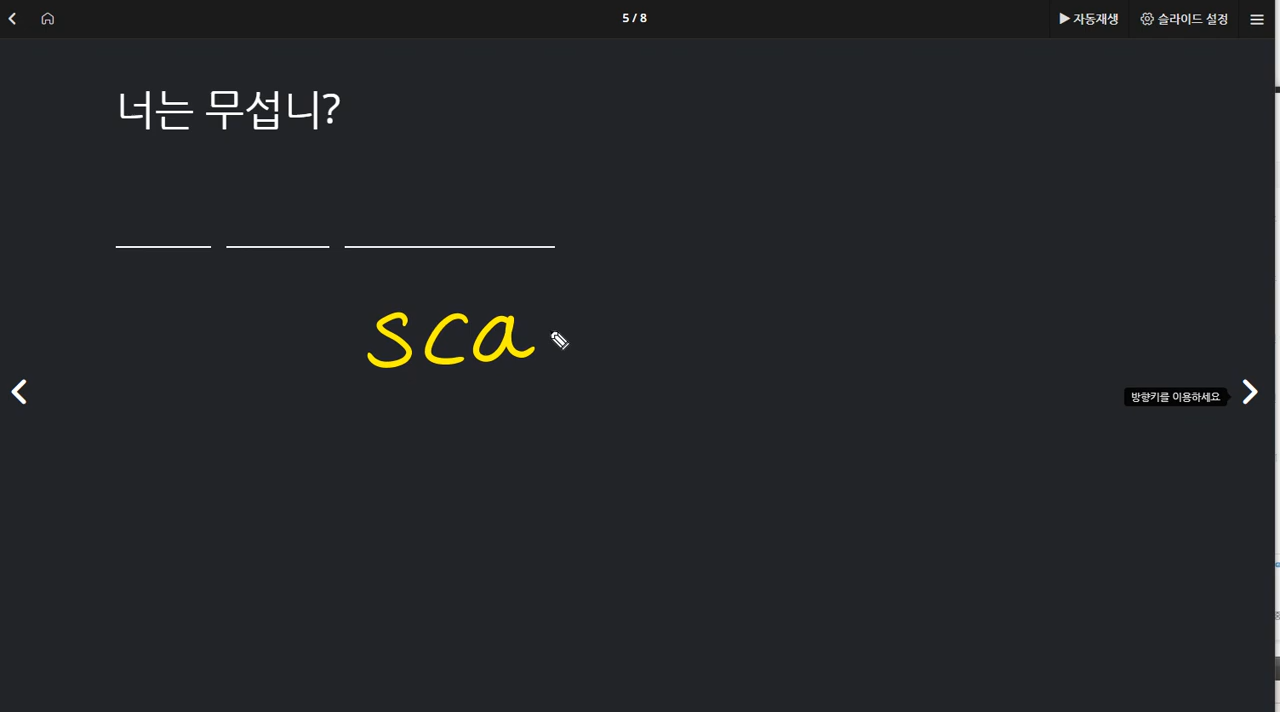 5 / 8
▶ 자동재생
슬라이드 설정
너는 무섭니?
sca
방향키를 이용하세요